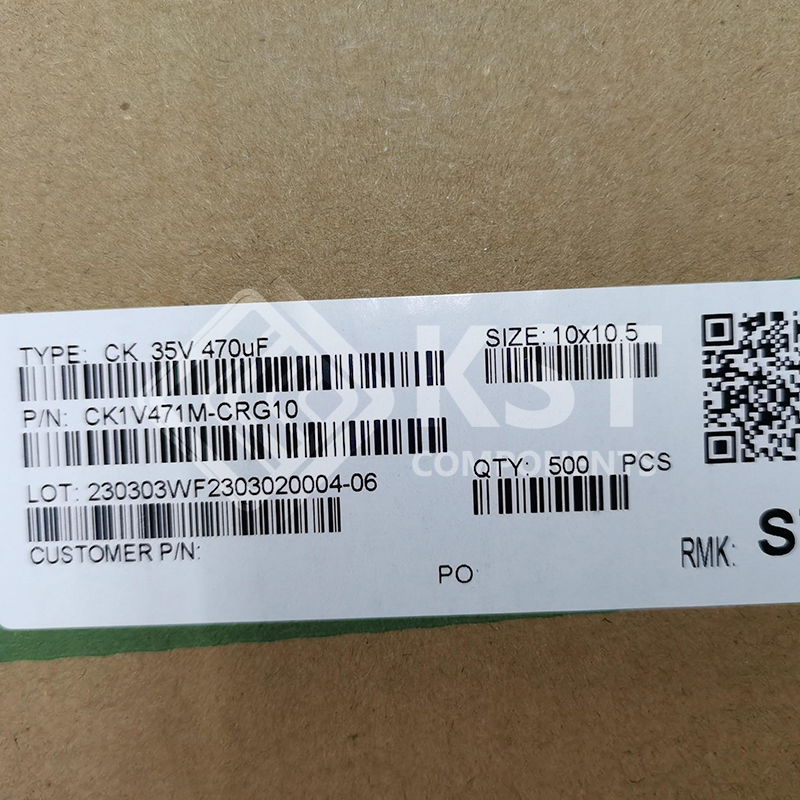 TYPE: CK 35V 470uF
SIZE: 10x10.5
P/N: CK1V471M-CRG10
KST
COMPONENTS
QTY: 500 PCS
LOT: 230303WF2303020004-06
CUSTOMER P/N:
PO
RMK: